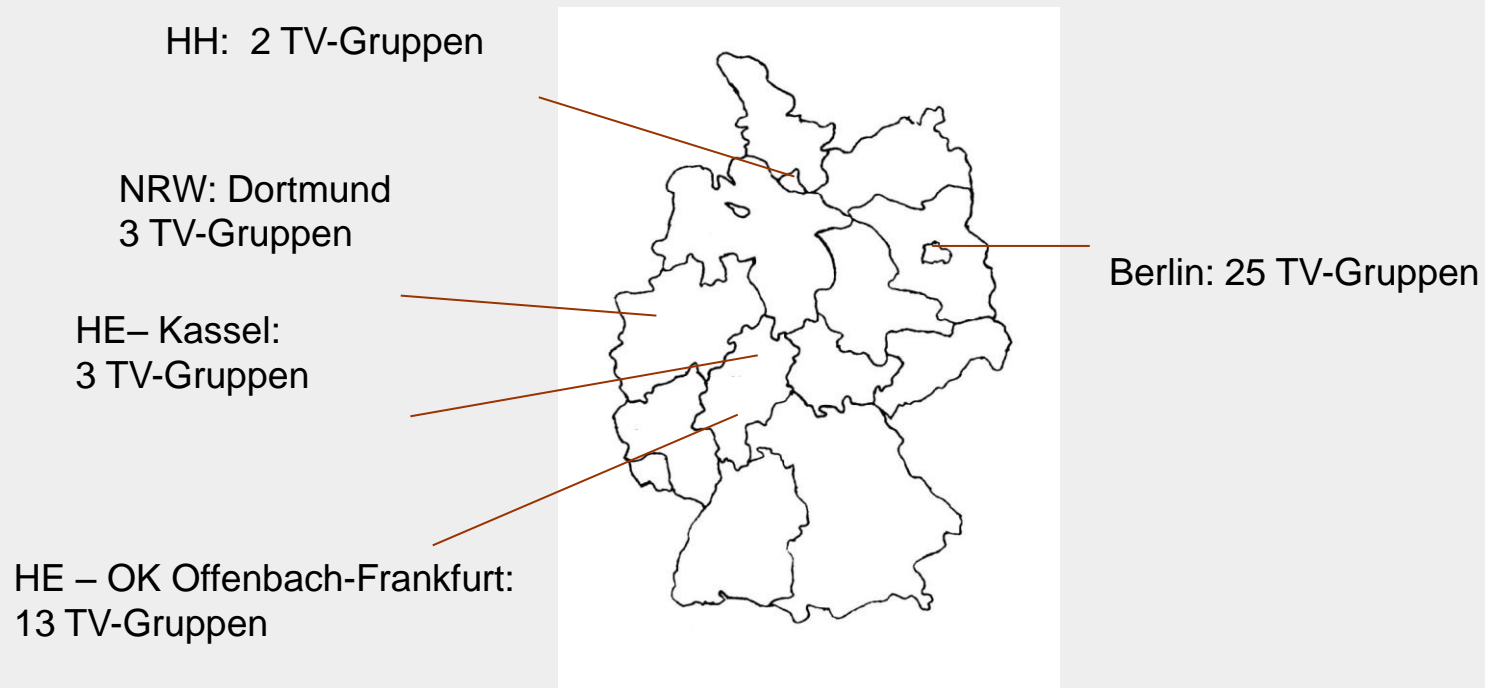 HH:  2 TV-Gruppen
NRW: Dortmund
3 TV-Gruppen
Berlin: 25 TV-Gruppen
HE– Kassel:
3 TV-Gruppen
HE – OK Offenbach-Frankfurt:
13 TV-Gruppen